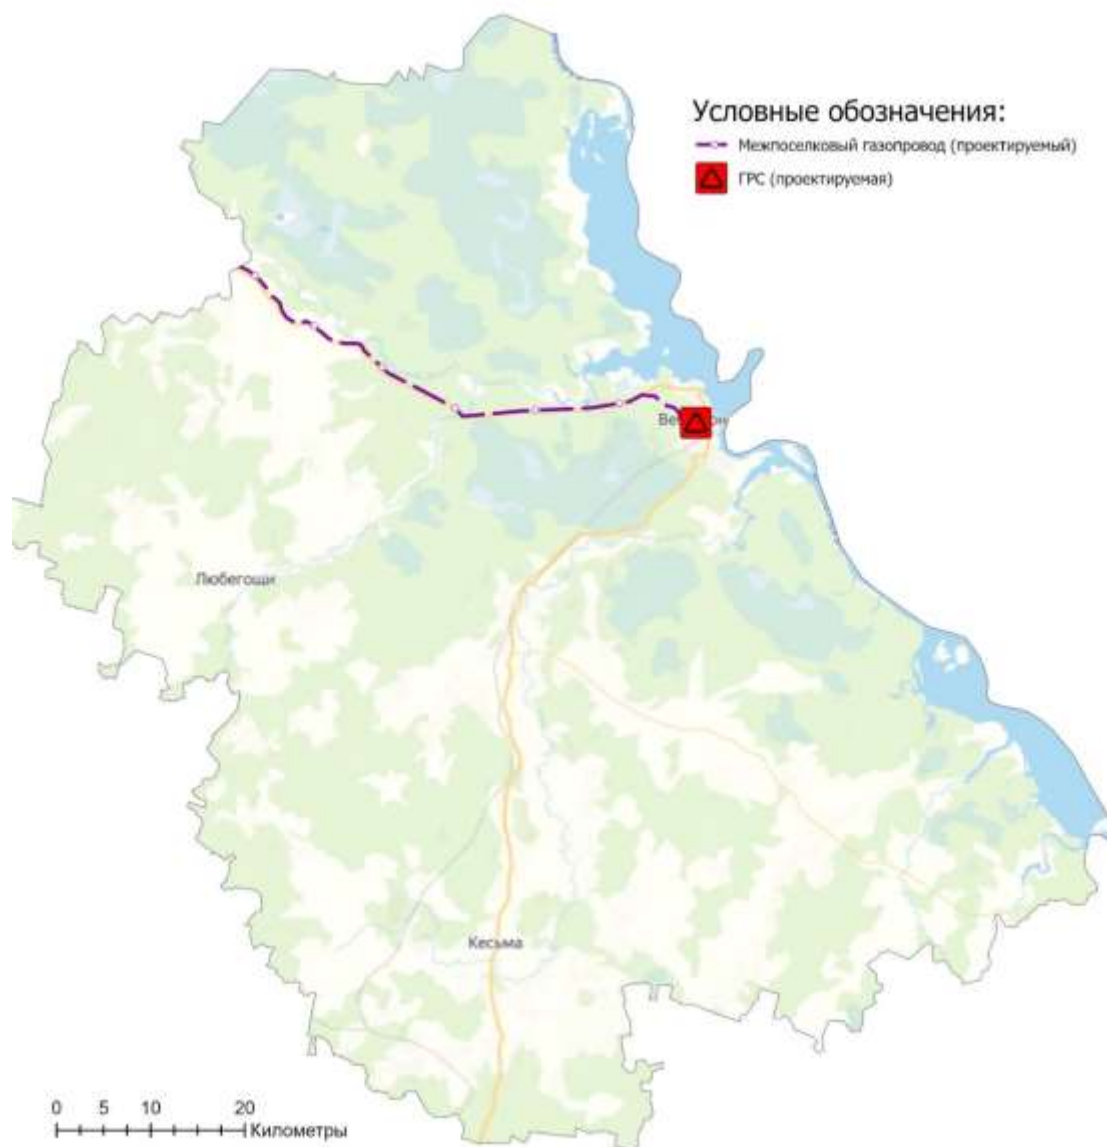 Условные обозначения:
Межпоселковый газопровод (проектируемый)
ГРС (проектируемая)
Любегощи
Кесьма
0 5 10 20
Километры